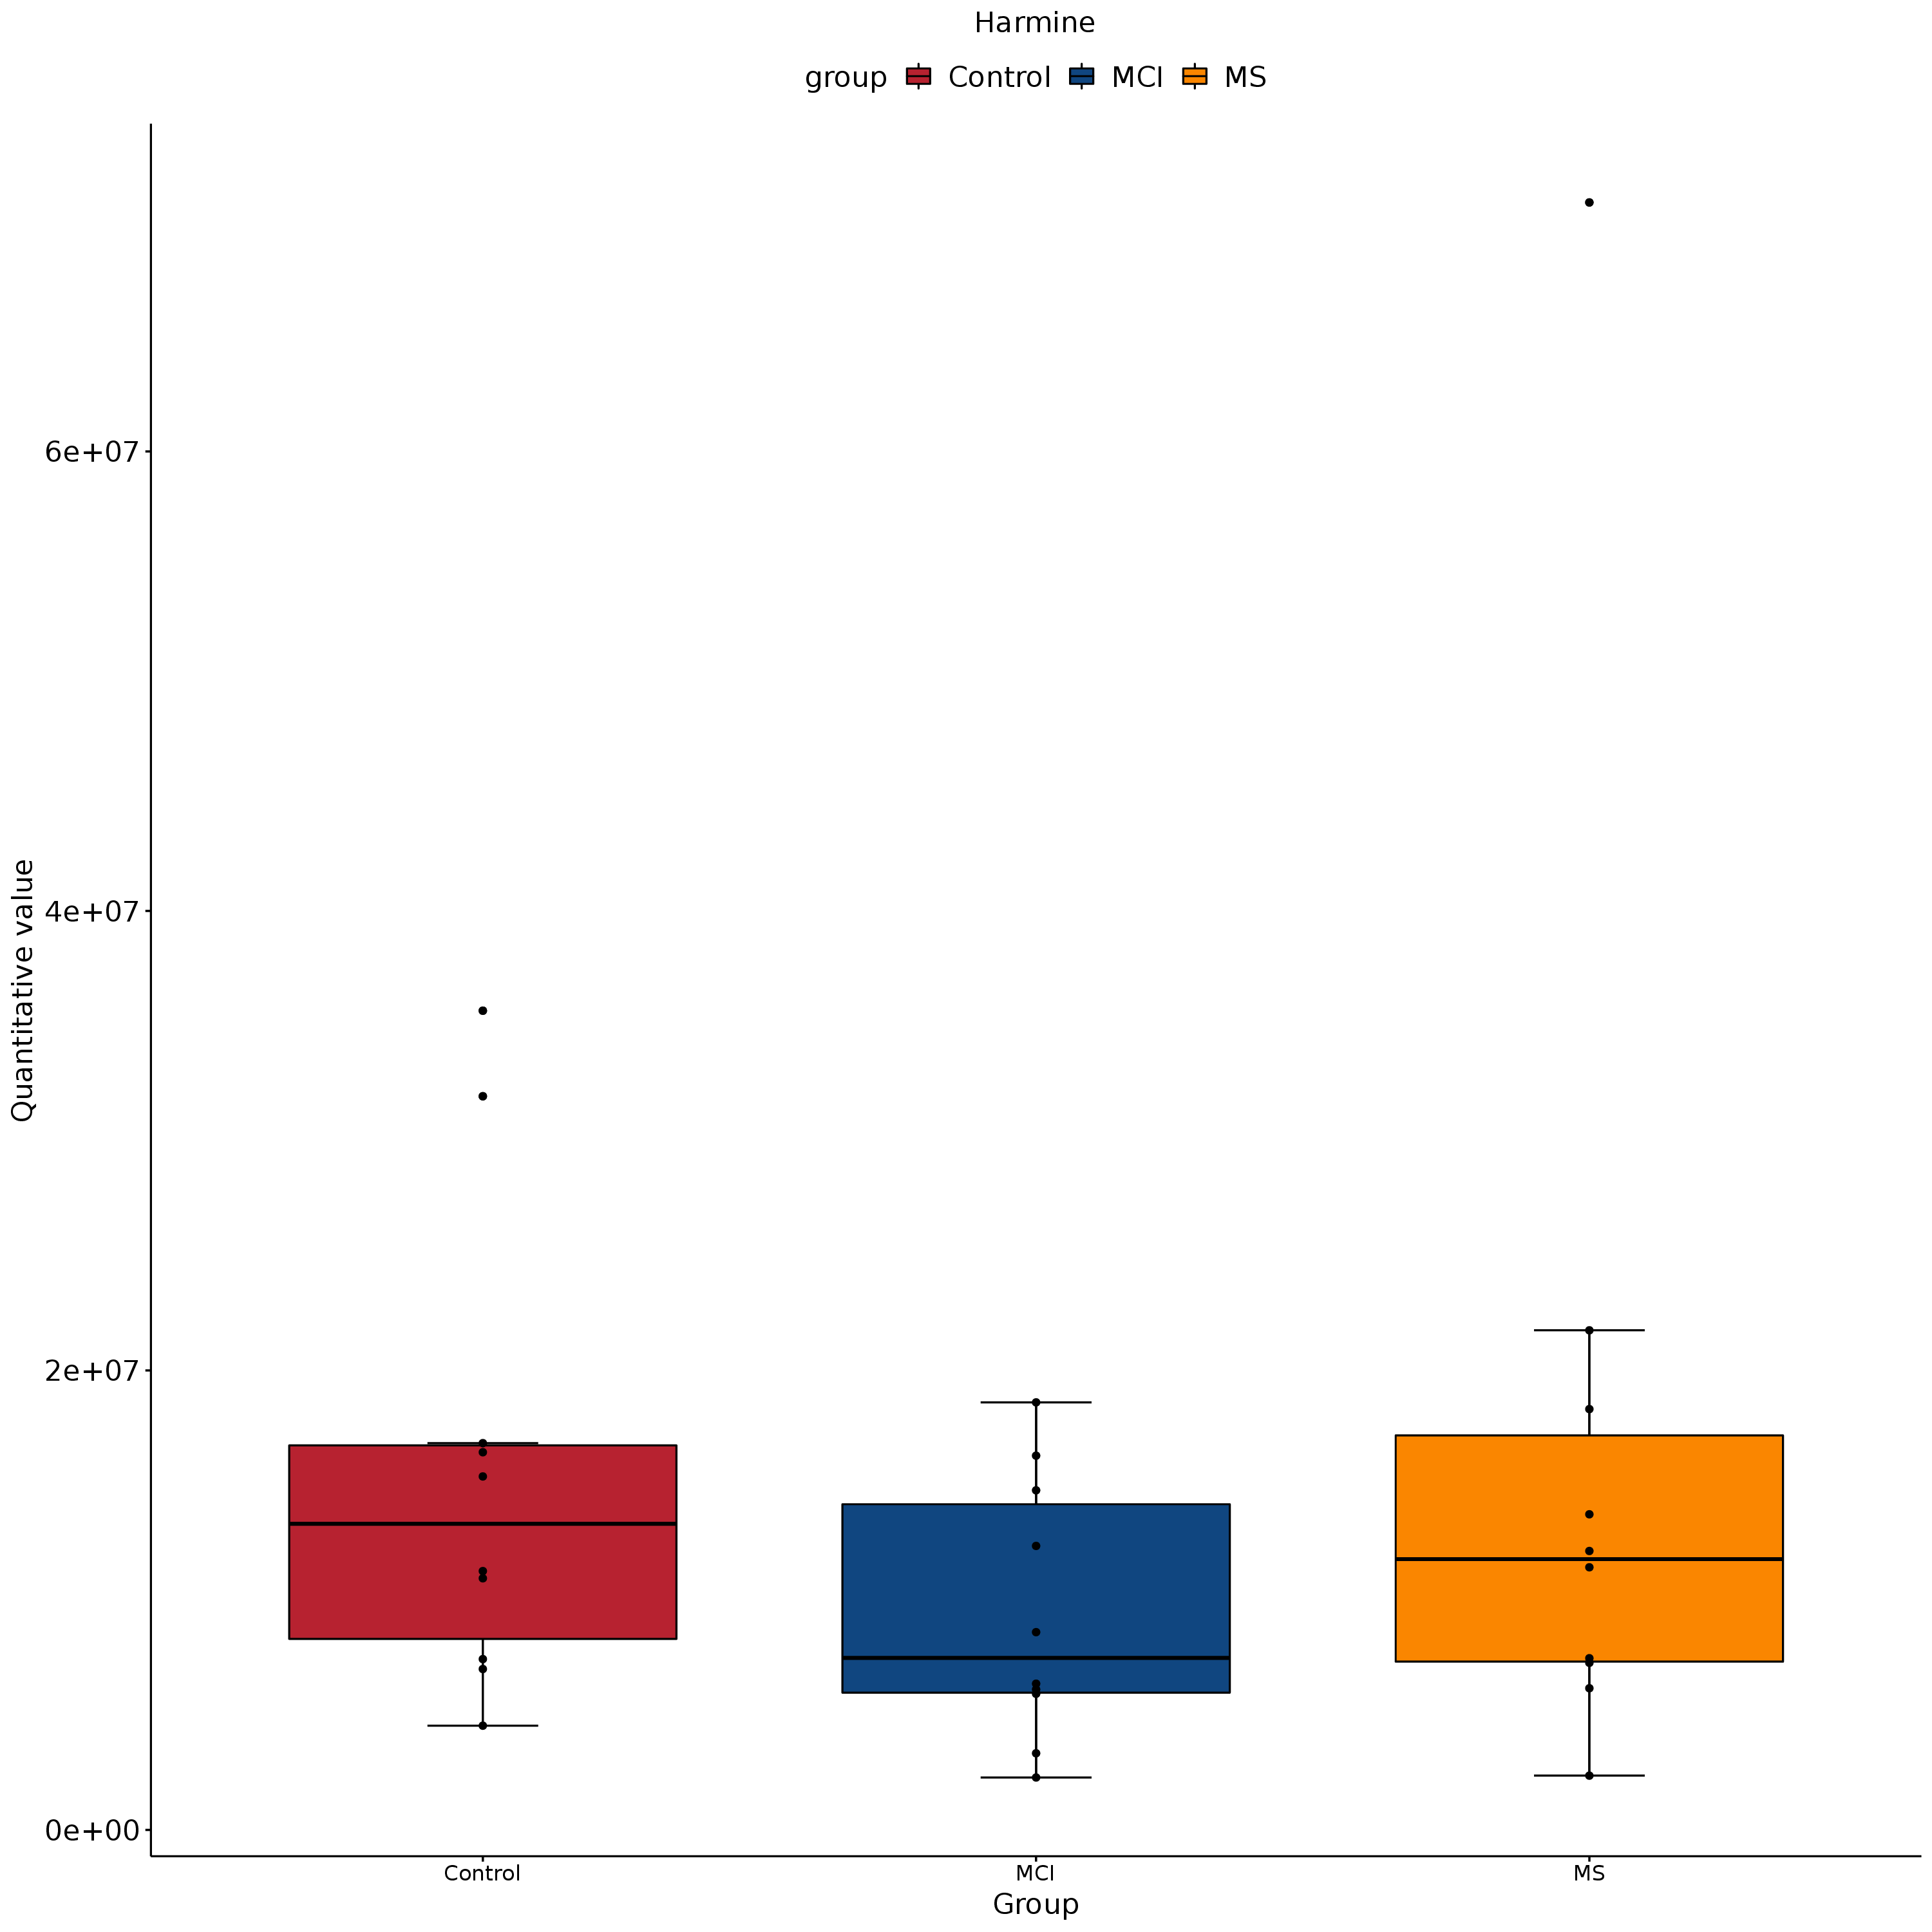 Harmine
group Control MCI MS
Quantitative value
6e+07
4e+07
2e+07
0e+00
Control MCI MS
Group